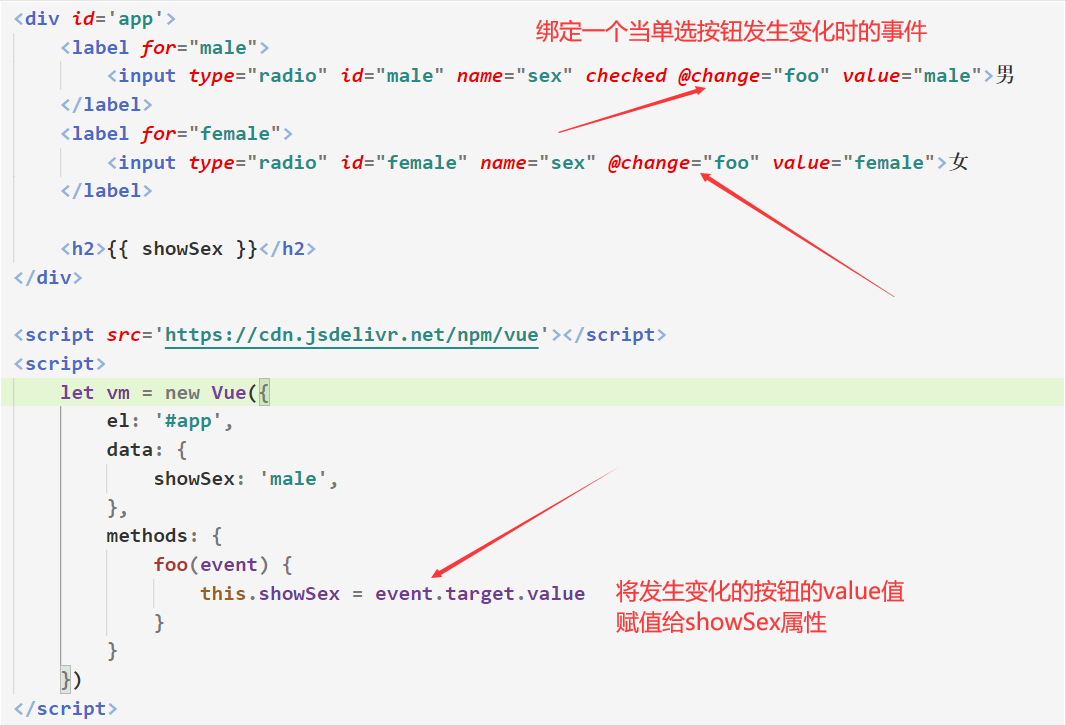 <div id='app'>
绑定一个当单选按钮发生变化时的事件
<label for="male">
<input type="radio" id="male" name="sex" checked @change="foo" value="male">男
</label>
<label for="female">
<input type="radio" id="female" name="sex" @change="foo" value="female">女
</label>
<h2>{{ showSex }}</h2>
</div>
<script src='https://cdn.jsdelivr.net/npm/vue'></script>
<script>
let vm = new Vue({
el: '#app',
data: {
showSex: 'male',
},
methods: {
foo(event) {
this.showSex = event.target.value
将发生变化的按钮的value值
赋值给showSex属性
}
}
})
</script>